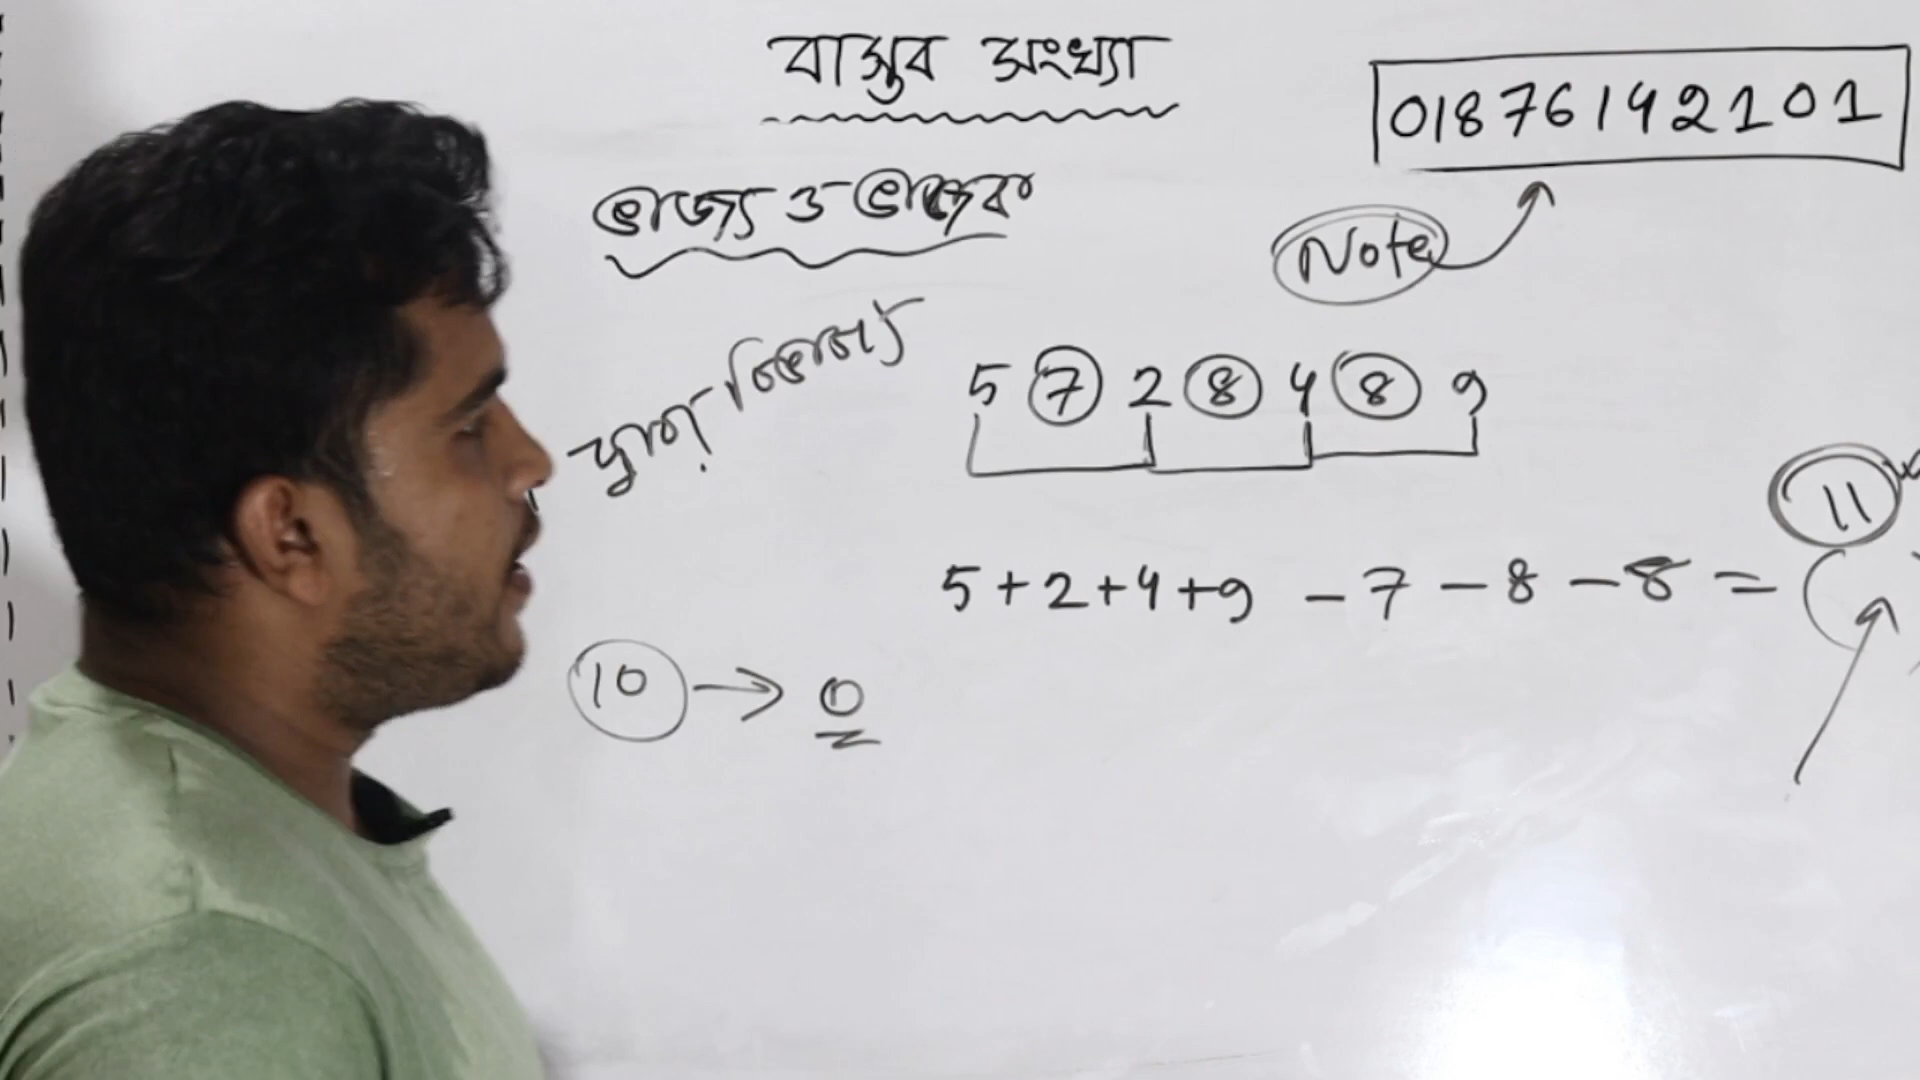 বাস্তব সংখ্যা
01876142101
ভাজ্য ও ভাজক
Note
বিভাজ্য
5 7 2 8 4 8 9
11
5+2+4+9 - 7 - 8 - 8 = (
10 → 0